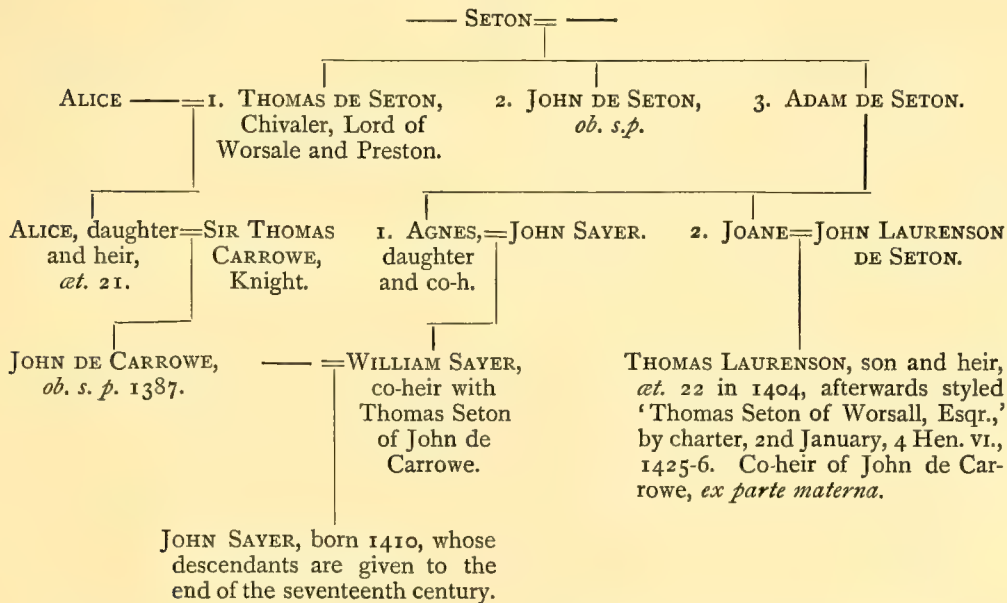 —— SETON= ——
ALICE ——=1. THOMAS DE SETON,
Chivaler, Lord of
Worsale and Preston.
2. JOHN DE SETON,
ob. s.p.
3. ADAM DE SETON.
ALICE, daughter=SIR THOMAS
and heir,
æt. 21.
CARROWE,
Knight.
1. AGNES,=JOHN SAYER.
daughter
and co-h.
2. JOANE=JOHN LAURENSON
DE SETON.
JOHN DE CARROWE,
ob. s. p. 1387.
—— =WILLIAM SAYER,
co-heir with
Thomas Seton
of John de
Carrowe.
THOMAS LAURENSON, son and heir,
æt. 22 in 1404, afterwards styled
‘Thomas Seton of Worsall, Esqr.,’
by charter, 2nd January, 4 Hen. VI.,
1425-6. Co-heir of John de Car-
rowe, ex parte materna.
JOHN SAYER, born 1410, whose
descendants are given to the
end of the seventeenth century.